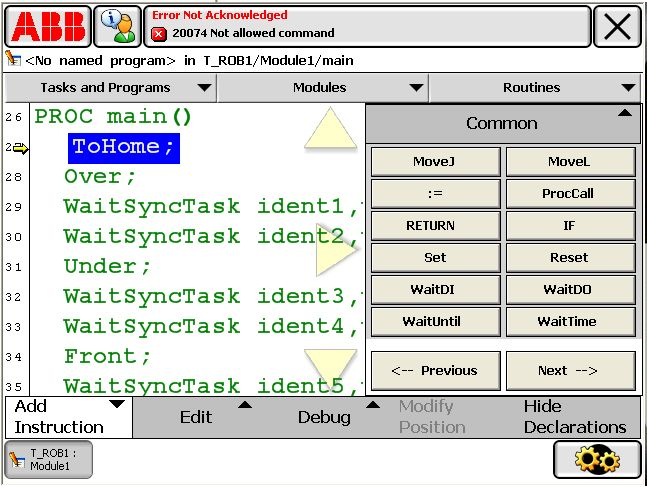 ABB
Error Not Acknowledged
20074 Not allowed command
<No named program> in T_ROB1/Module1/main
Tasks and Programs
Modules
Routines
26 PROC main()
2 ToHome;
28 Over;
29 WaitSyncTask ident1,
30 WaitSyncTask ident2,
31 Under;
32 WaitSyncTask ident3,
33 WaitSyncTask ident4,
34 Front;
35 WaitSyncTask ident5,
Common
MoveJ MoveL
:= ProcCall
RETURN IF
Set Reset
WaitDI WaitDO
WaitUntil WaitTime
<-- Previous Next -->
Add Instruction
Edit
Debug
Modify Position
Hide Declarations
T_ROB1 :
Module1